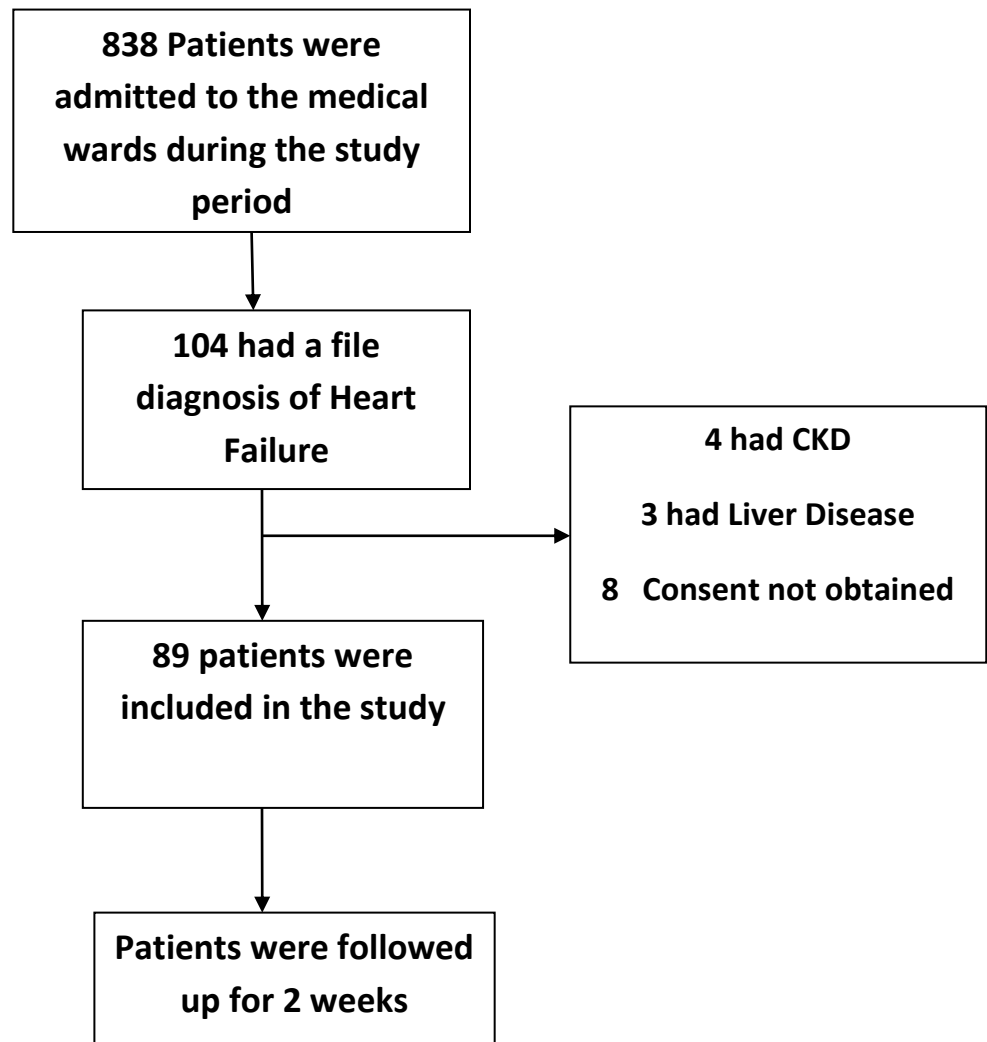 838 Patients were
admitted to the medical
wards during the study
period
104 had a file
diagnosis of Heart
Failure
4 had CKD
3 had Liver Disease
8 Consent not obtained
89 patients were
included in the study
Patients were followed
up for 2 weeks